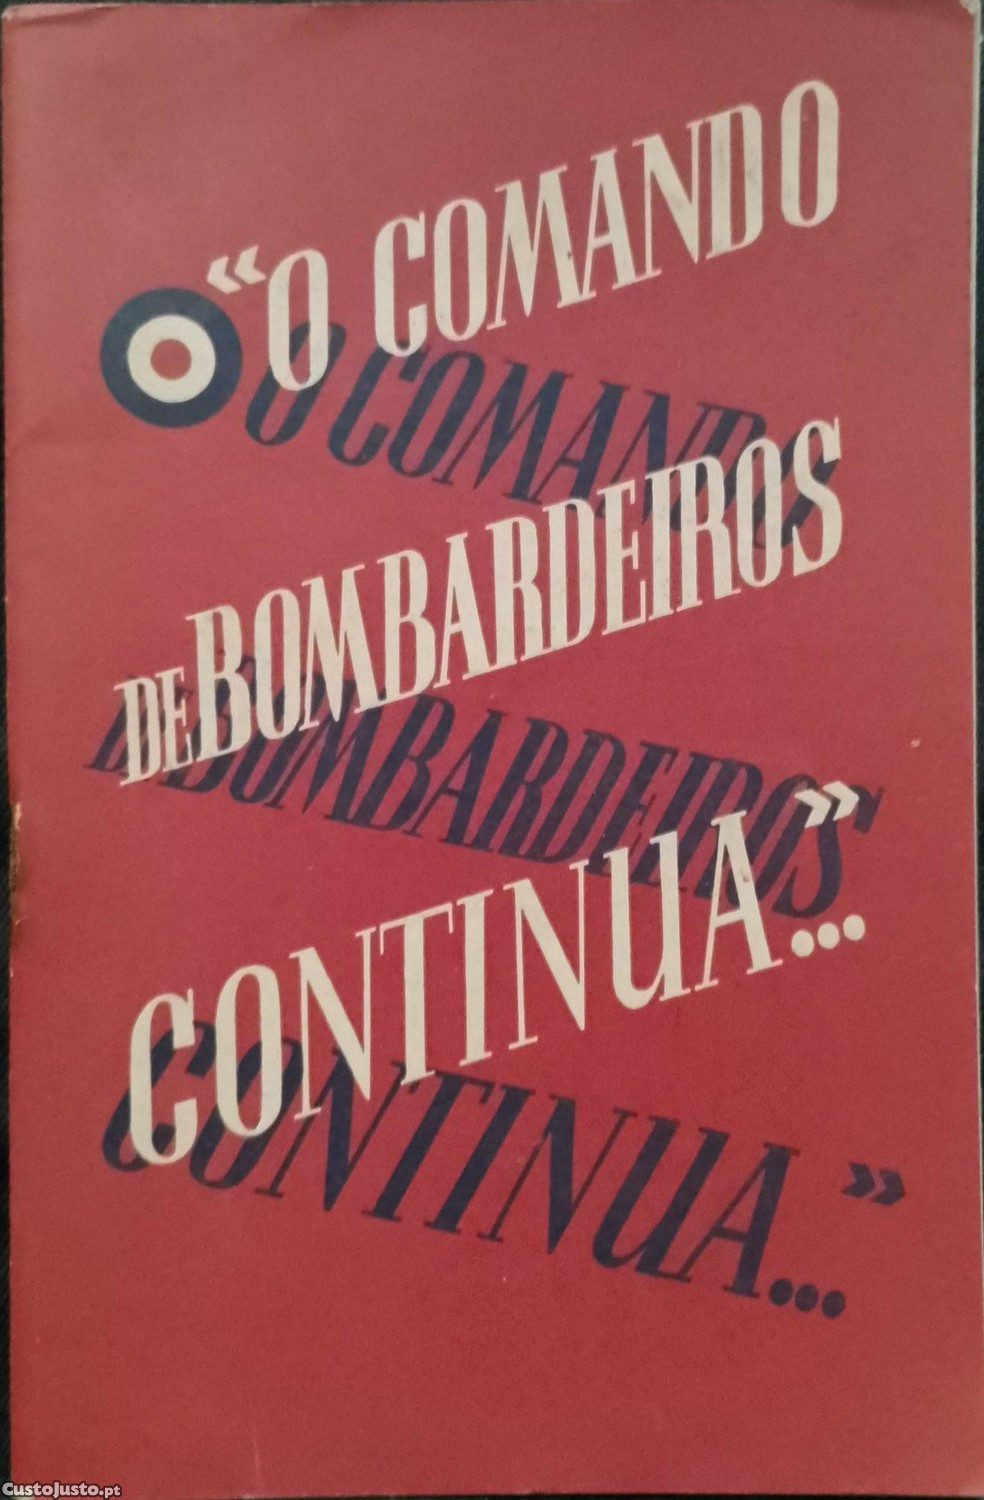 «O COMANDO
O COMANDO
DE BOMBARDEIROS
DE BOMBARDEIROS
CONTINUA...»
CONTINUA...»
CustoJusto.pt